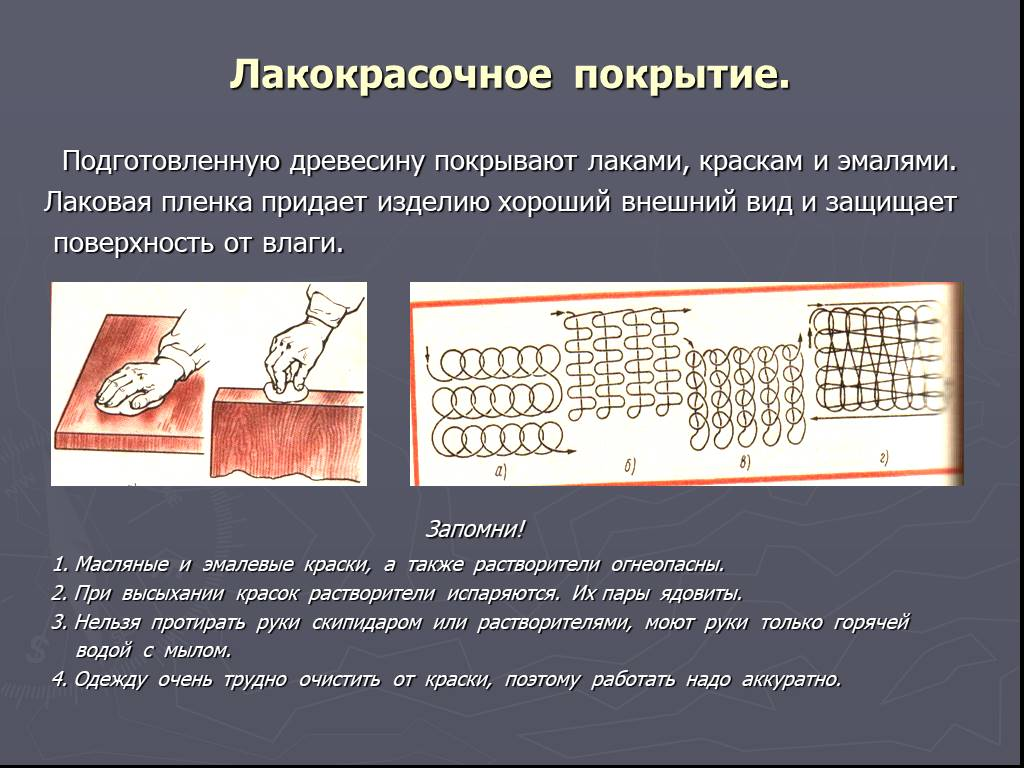 Лакокрасочное покрытие.
Подготовленную древесину покрывают лаками, краскам и эмалями.
Лаковая пленка придает изделию хороший внешний вид и защищает
поверхность от влаги.
а)
б)
в)
г)
Запомни!
1. Масляные и эмалевые краски, а также растворители огнеопасны.
2. При высыхании красок растворители испаряются. Их пары ядовиты.
3. Нельзя протирать руки скипидаром или растворителями, моют руки только горячей
водой с мылом.
4. Одежду очень трудно очистить от краски, поэтому работать надо аккуратно.